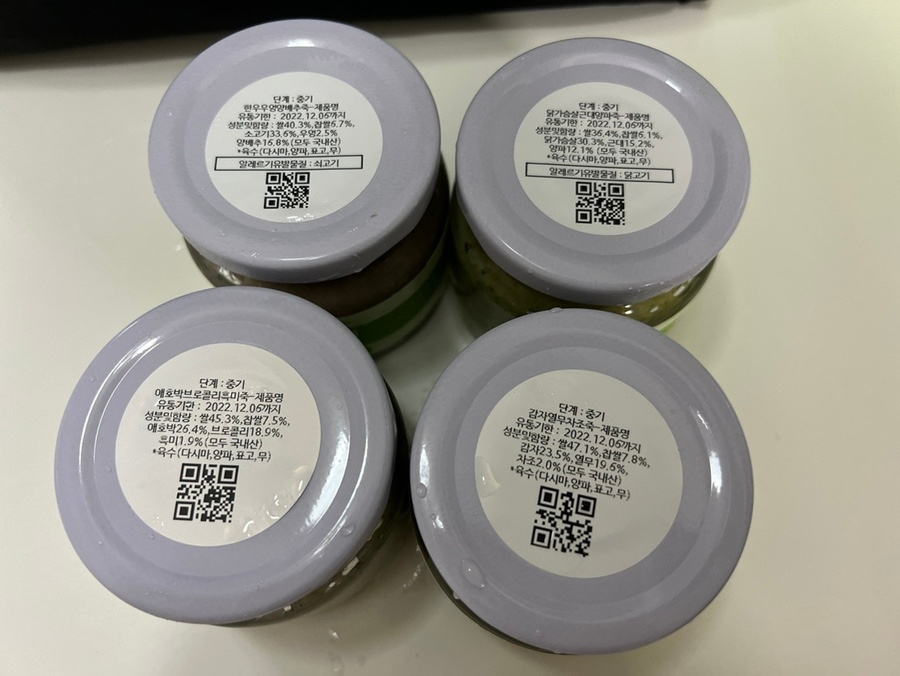 단계 : 중기
한우우엉양배추죽-제품명
유통기한 : 2022.12.06까지
성분및함량 : 쌀40.3%,찹쌀6.7%,
소고기33.6%,우엉2.5%
양배추16.8% (모두 국내산)
*육수(다시마,양파,표고,무)
알레르기유발물질 : 쇠고기
단계 : 중기
닭가슴살근대양파죽-제품명
유통기한 : 2022.12.06까지
성분및함량 : 쌀36.4%,찹쌀6.1%,
닭가슴살30.3%,근대15.2%,
양파12.1% (모두 국내산)
*육수(다시마,양파,표고,무)
알레르기유발물질 : 닭고기
단계 : 중기
애호박브로콜리흑미죽-제품명
유통기한 : 2022.12.06까지
성분및함량 : 쌀45.3%,찹쌀7.5%,
애호박26.4%,브로콜리18.9%,
흑미1.9% (모두 국내산)
*육수(다시마,양파,표고,무)
단계 : 중기
감자열무차조죽-제품명
유통기한 : 2022.12.06까지
성분및함량 : 쌀47.1%,찹쌀7.8%,
감자23.5%,열무19.6%,
차조2.0% (모두 국내산)
*육수(다시마,양파,표고,무)